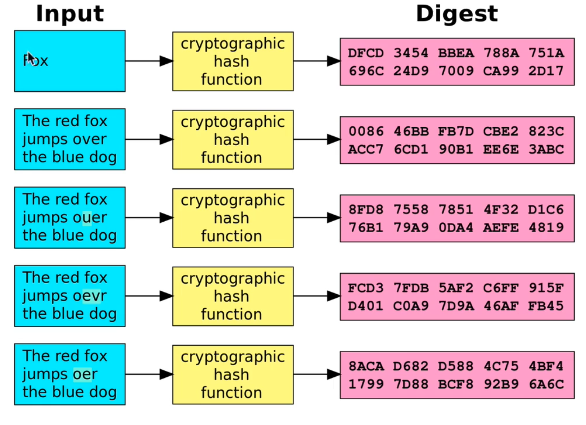 Input
Digest
Fox
cryptographic
hash
function
DFCD 3454 BBEA 788A 751A
696C 24D9 7009 CA99 2D17
The red fox
jumps over
the blue dog
cryptographic
hash
function
0086 46BB FB7D CBE2 823C
ACC7 6CD1 90B1 EE6E 3ABC
The red fox
jumps ouer
the blue dog
cryptographic
hash
function
8FD8 7558 7851 4F32 D1C6
76B1 79A9 0DA4 AEFE 4819
The red fox
jumps oevr
the blue dog
cryptographic
hash
function
FCD3 7FDB 5AF2 C6FF 915F
D401 C0A9 7D9A 46AF FB45
The red fox
jumps oer
the blue dog
cryptographic
hash
function
8ACA D682 D588 4C75 4BF4
1799 7D88 BCF8 92B9 6A6C